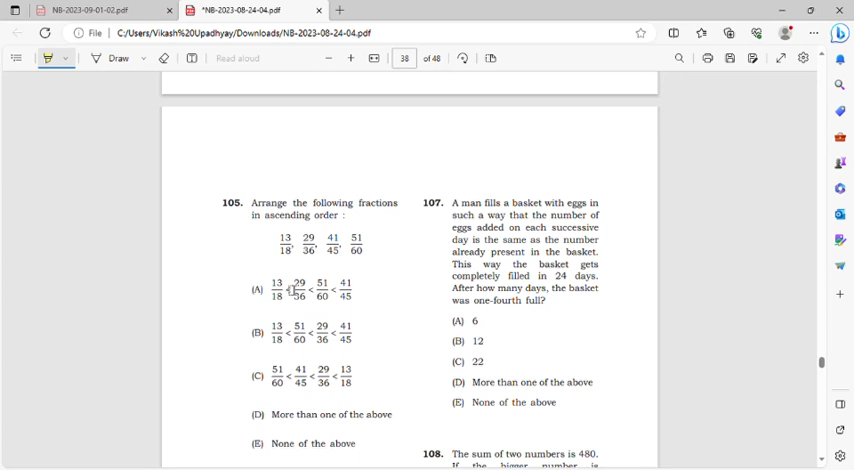 NB-2023-09-01-02.pdf
*NB-2023-08-24-04.pdf
File C:/Users/Vikash%20Upadhyay/Downloads/NB-2023-08-24-04.pdf
Draw Read aloud 38 of 48
105. Arrange the following fractions
in ascending order :
13/18, 29/36, 41/45, 51/60
(A) 13/18 < 29/36 < 51/60 < 41/45
(B) 13/18 < 51/60 < 29/36 < 41/45
(C) 51/60 < 41/45 < 29/36 < 13/18
(D) More than one of the above
(E) None of the above
107. A man fills a basket with eggs in
such a way that the number of
eggs added on each successive
day is the same as the number
already present in the basket.
This way the basket gets
completely filled in 24 days.
After how many days, the basket
was one-fourth full?
(A) 6
(B) 12
(C) 22
(D) More than one of the above
(E) None of the above
108. The sum of two numbers is 480.
If the bigger number is